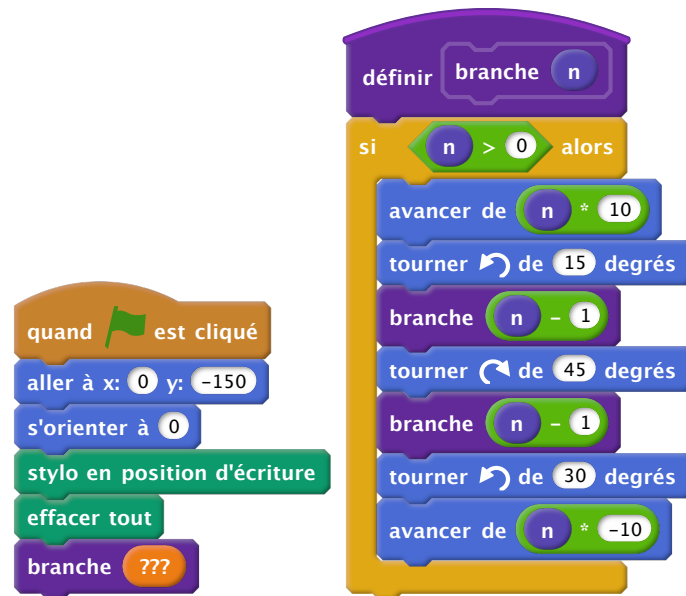 quand est cliqué
aller à x: 0 y: -150
s'orienter à 0
stylo en position d'écriture
effacer tout
branche ???
définir branche n
si n > 0 alors
avancer de n * 10
tourner de 15 degrés
branche n - 1
tourner de 45 degrés
branche n - 1
tourner de 30 degrés
avancer de n * -10